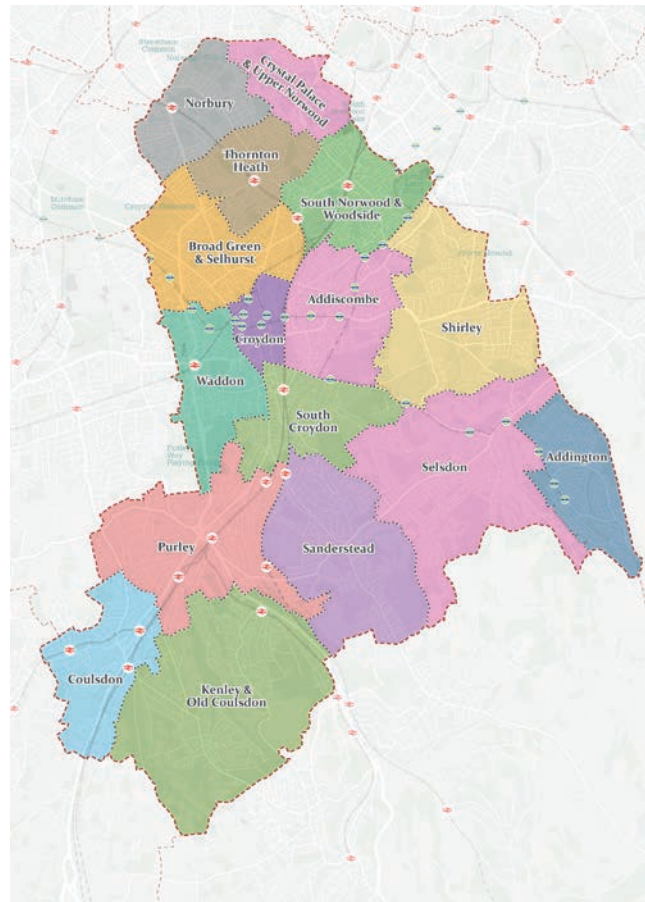 Crystal Palace
& Upper Norwood
Norbury
Thornton
Heath
South Norwood &
Woodside
Broad Green
& Selhurst
Addiscombe
Shirley
Croydon
Waddon
South
Croydon
Selsdon
Addington
Purley
Sanderstead
Coulsdon
Kenley &
Old Coulsdon